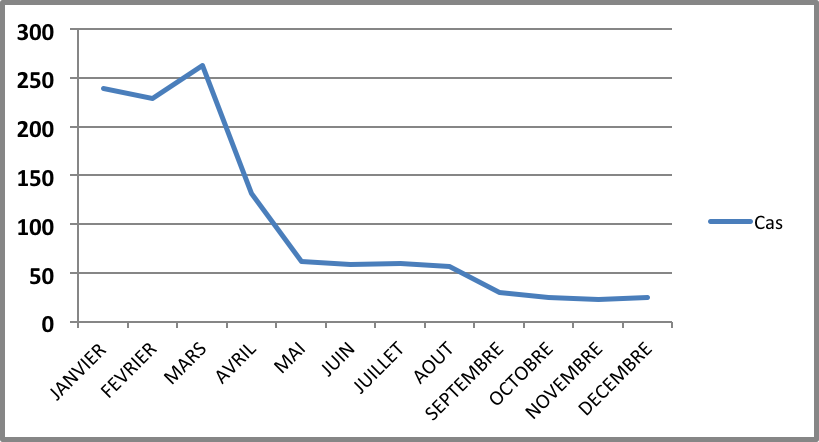 300
250
200
150
100
50
0
JANVIER
FEVRIER
MARS
AVRIL
MAI
JUIN
JUILLET
AOUT
SEPTEMBRE
OCTOBRE
NOVEMBRE
DECEMBRE
Cas